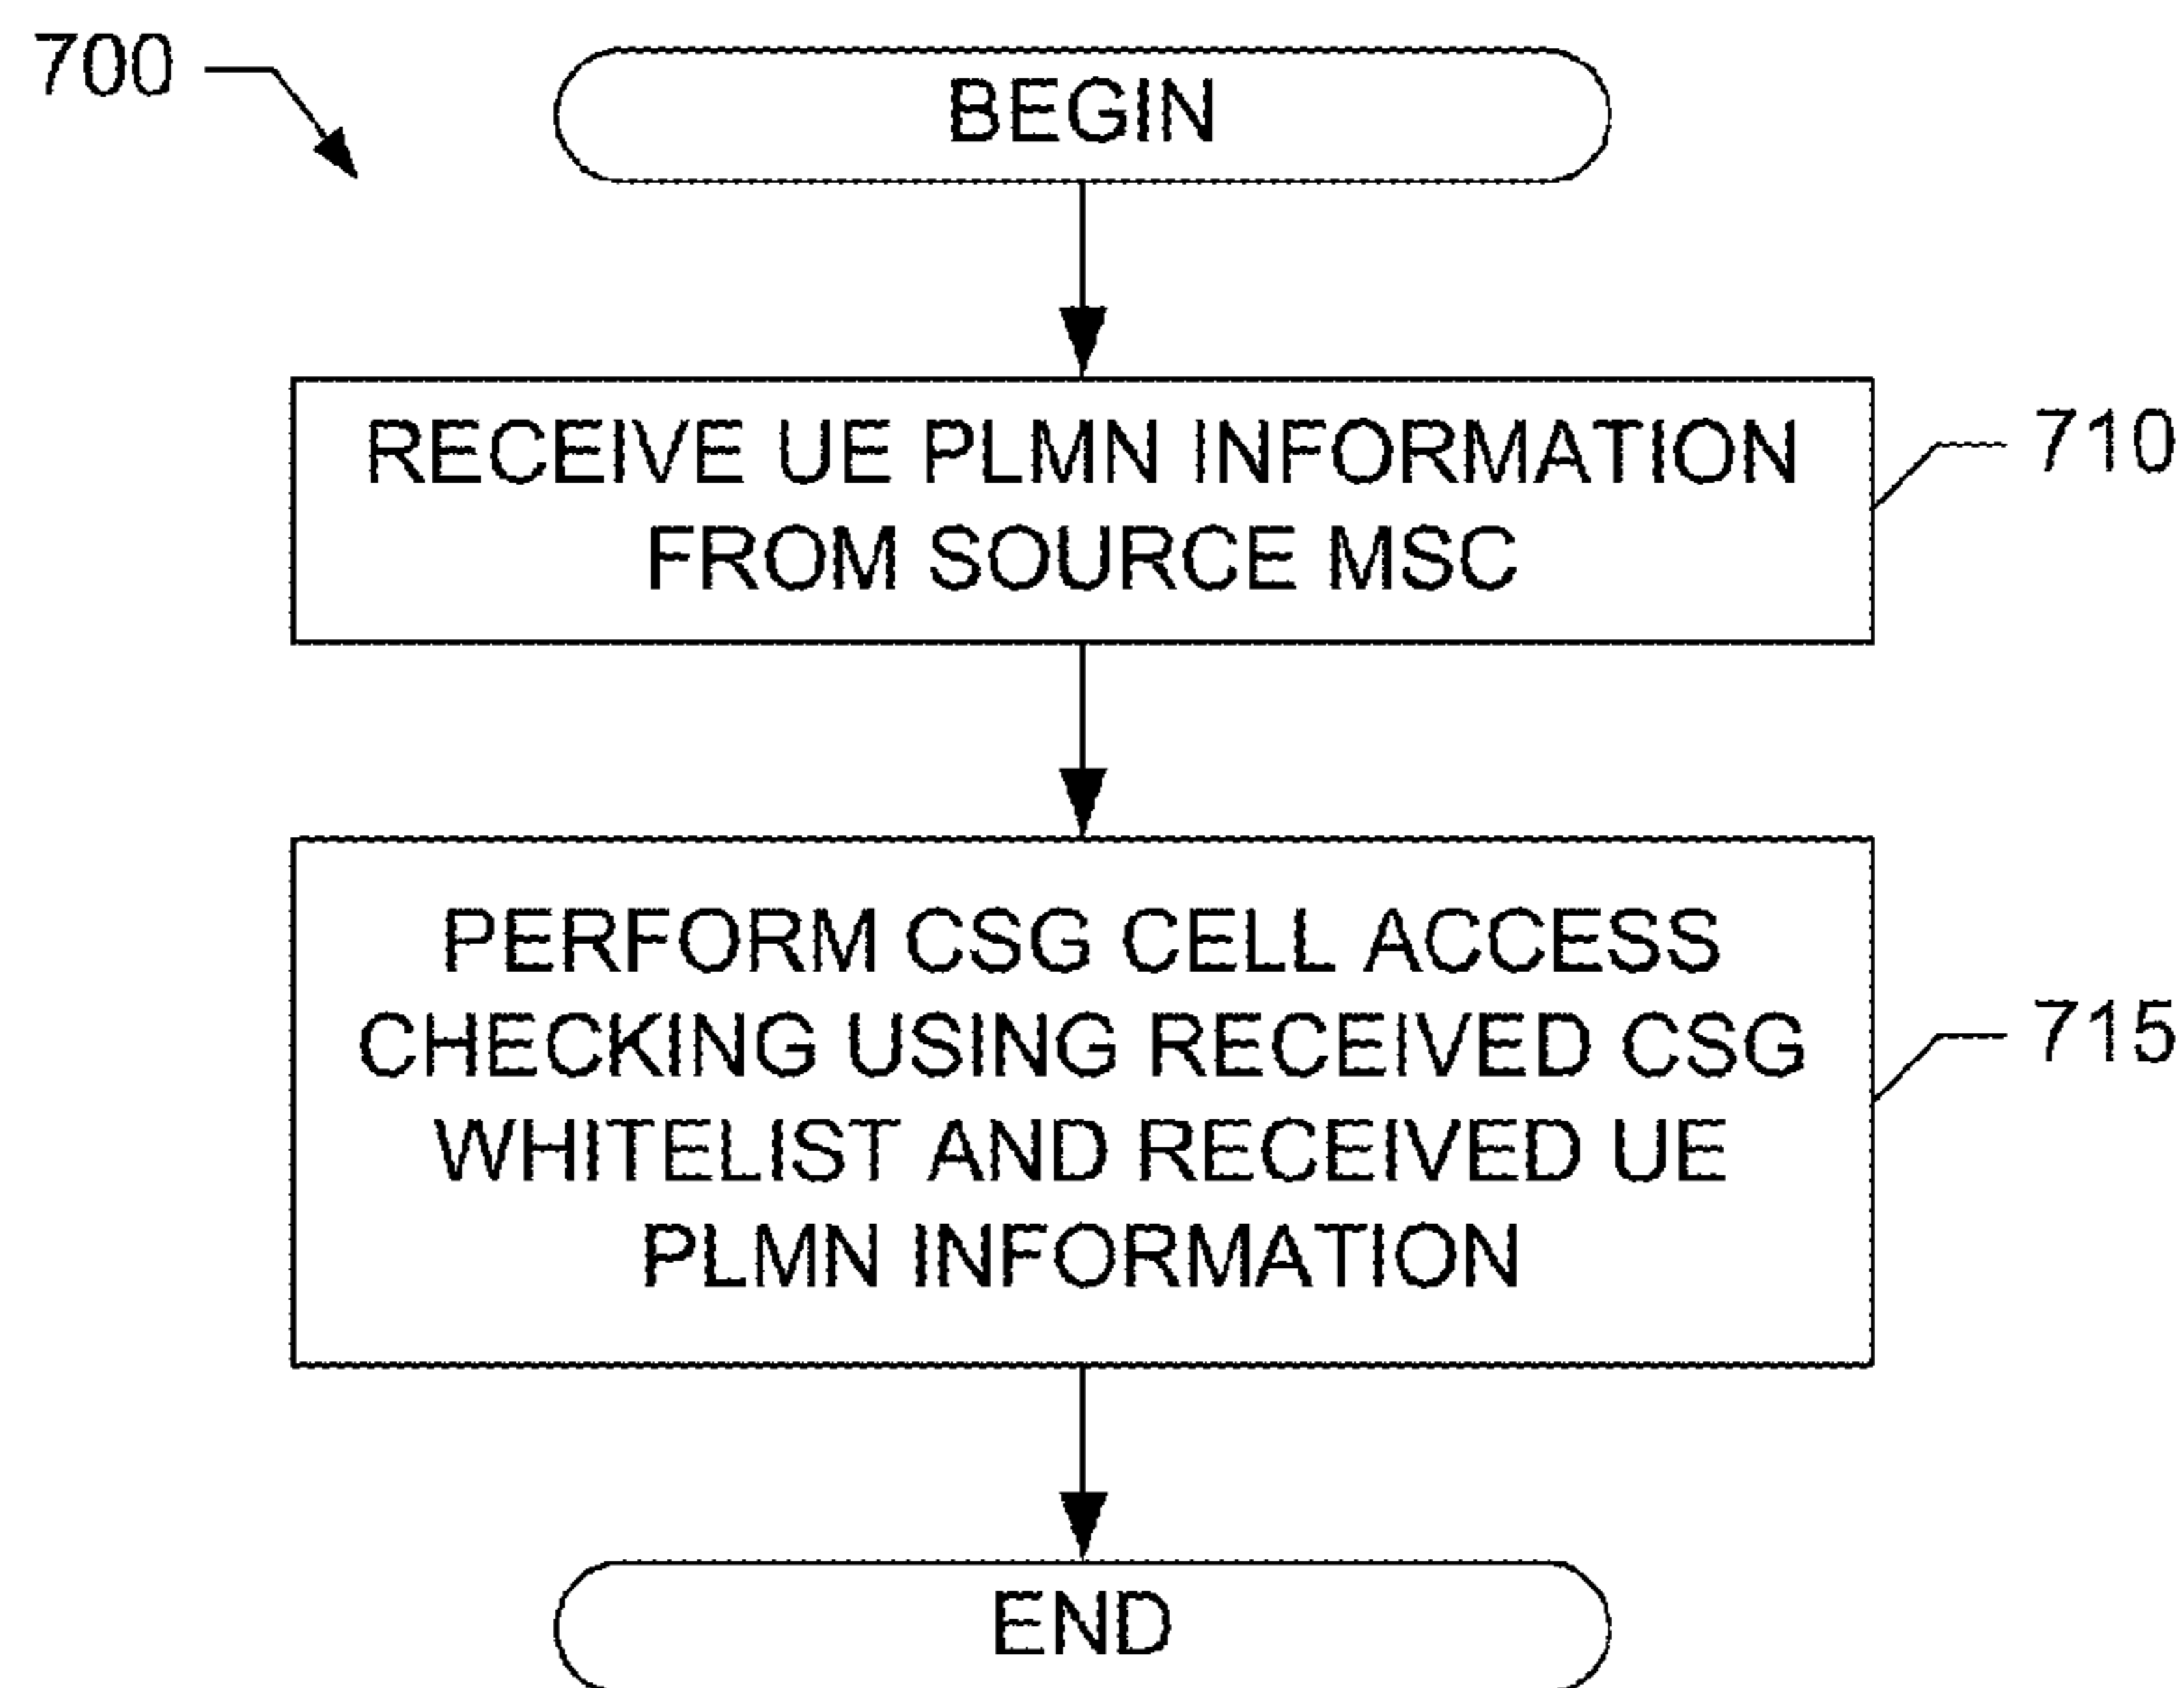 700
BEGIN
RECEIVE UE PLMN INFORMATION
FROM SOURCE MSC
710
PERFORM CSG CELL ACCESS
CHECKING USING RECEIVED CSG
WHITELIST AND RECEIVED UE
PLMN INFORMATION
715
END